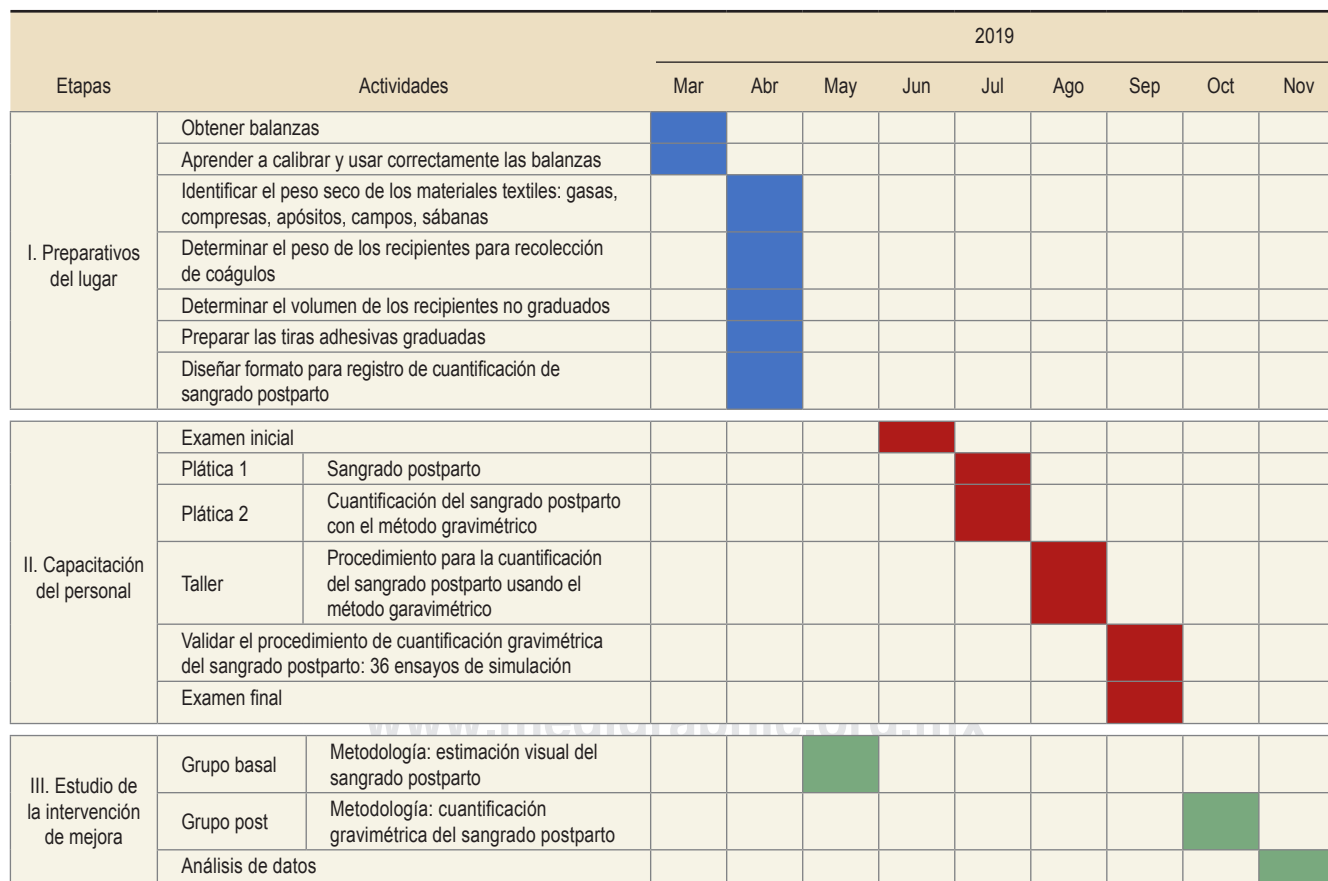 2019
Etapas Actividades Mar Abr May Jun Jul Ago Sep Oct Nov
I. Preparativos
del lugar
Obtener balanzas
Aprender a calibrar y usar correctamente las balanzas
Identificar el peso seco de los materiales textiles: gasas,
compresas, apósitos, campos, sábanas
Determinar el peso de los recipientes para recolección
de coágulos
Determinar el volumen de los recipientes no graduados
Preparar las tiras adhesivas graduadas
Diseñar formato para registro de cuantificación de
sangrado postparto
II. Capacitación
del personal
Examen inicial
Plática 1 Sangrado postparto
Plática 2 Cuantificación del sangrado postparto
con el método gravimétrico
Taller Procedimiento para la cuantificación
del sangrado postparto usando el
método garavimétrico
Validar el procedimiento de cuantificación gravimétrica
del sangrado postparto: 36 ensayos de simulación
Examen final
www.medigraphic.org.mx
III. Estudio de
la intervención
de mejora
Grupo basal Metodología: estimación visual del
sangrado postparto
Grupo post Metodología: cuantificación
gravimétrica del sangrado postparto
Análisis de datos